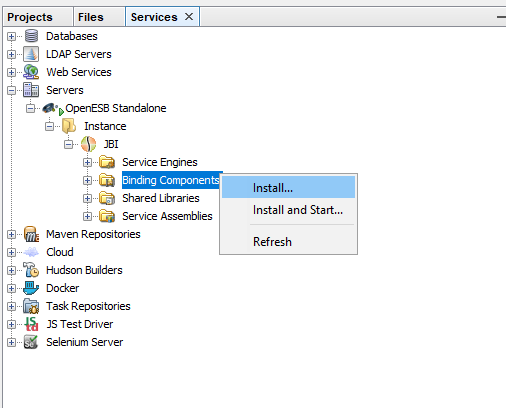 Projects Files Services
Databases
LDAP Servers
Web Services
Servers
OpenESB Standalone
Instance
JBI
Service Engines
Binding Components
Install...
Shared Libraries
Install and Start...
Service Assemblies
Maven Repositories
Refresh
Cloud
Hudson Builders
Docker
Task Repositories
JS Test Driver
Selenium Server